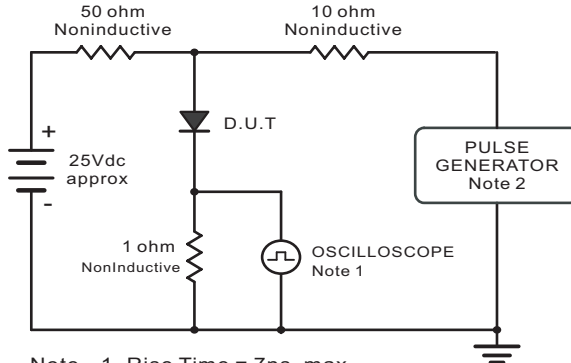 50 ohm
Noninductive
10 ohm
Noninductive
+
D.U.T
25Vdc
approx
-
PULSE
GENERATOR
Note 2
1 ohm
NonInductive
OSCILLOSCOPE
Note 1
Note 1. Rise Time = 7ns max